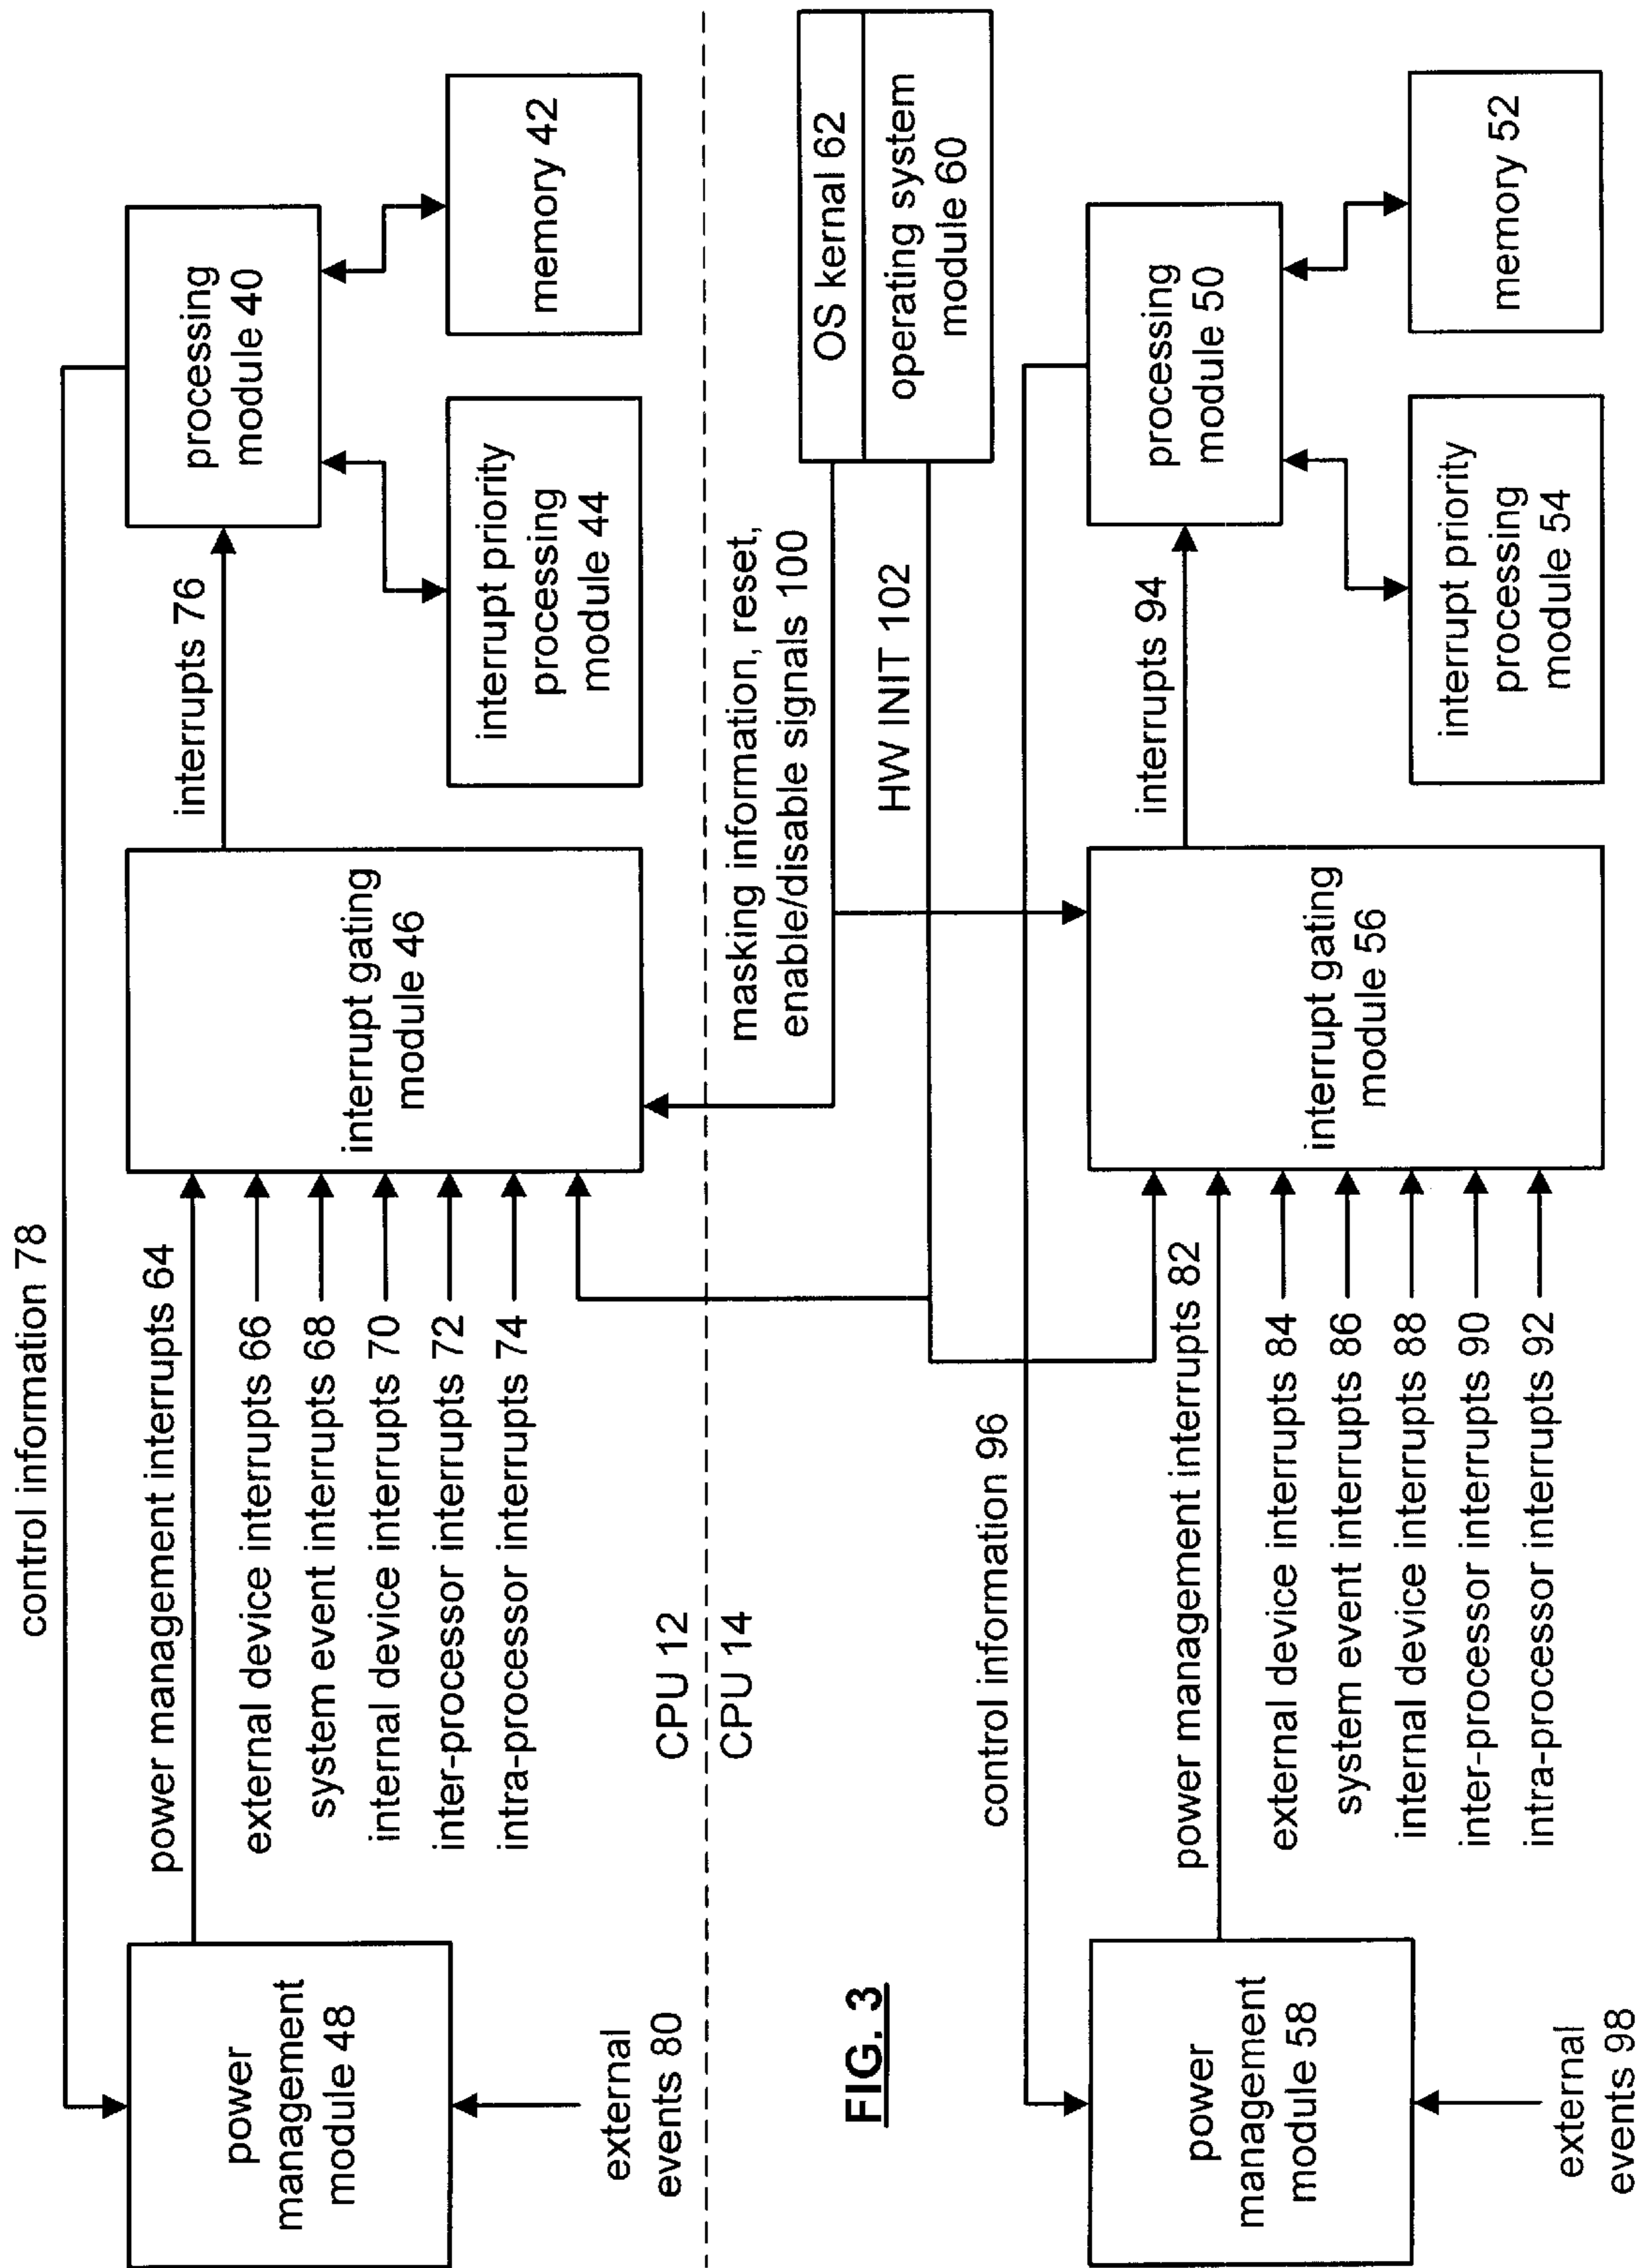 control information 78
power
management
module 48
external
events 80
power management interrupts 64
external device interrupts 66
system event interrupts 68
internal device interrupts 70
inter-processor interrupts 72
intra-processor interrupts 74
interrupt gating
module 46
interrupts 76
processing
module 40
interrupt priority
processing
module 44
memory 42
CPU 12
CPU 14
masking information, reset,
enable/disable signals 100
HW INIT 102
OS kernal 62
operating system
module 60
FIG. 3
control information 96
power
management
module 58
external
events 98
power management interrupts 82
external device interrupts 84
system event interrupts 86
internal device interrupts 88
inter-processor interrupts 90
intra-processor interrupts 92
interrupt gating
module 56
interrupts 94
processing
module 50
interrupt priority
processing
module 54
memory 52